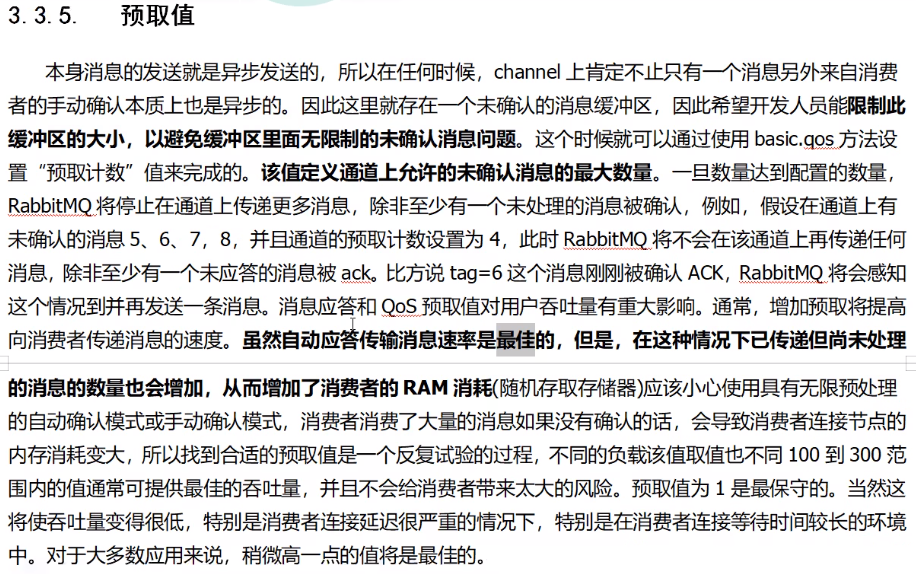 3.3.5. 预取值
本身消息的发送就是异步发送的，所以在任何时候，channel 上肯定不止只有一个消息另外来自消费
者的手动确认本质上也是异步的。因此这里就存在一个未确认的消息缓冲区，因此希望开发人员能限制此
缓冲区的大小，以避免缓冲区里面无限制的未确认消息问题。这个时候就可以通过使用 basic.qos 方法设
置“预取计数”值来完成的。该值定义通道上允许的未确认消息的最大数量。一旦数量达到配置的数量，
RabbitMQ 将停止在通道上传递更多消息，除非至少有一个未处理的消息被确认，例如，假设在通道上有
未确认的消息 5、6、7，8，并且通道的预取计数设置为 4，此时 RabbitMQ 将不会在该通道上再传递任何
消息，除非至少有一个未应答的消息被 ack。比方说 tag=6 这个消息刚刚被确认 ACK，RabbitMQ 将会感知
这个情况到并再发送一条消息。消息应答和 QoS 预取值对用户吞吐量有重大影响。通常，增加预取将提高
向消费者传递消息的速度。虽然自动应答传输消息速率是最佳的，但是，在这种情况下已传递但尚未处理
的消息的数量也会增加，从而增加了消费者的 RAM 消耗(随机存取存储器)应该小心使用具有无限预处理
的自动确认模式或手动确认模式，消费者消费了大量的消息如果没有确认的话，会导致消费者连接节点的
内存消耗变大，所以找到合适的预取值是一个反复试验的过程，不同的负载该值取值也不同 100 到 300 范
围内的值通常可提供最佳的吞吐量，并且不会给消费者带来太大的风险。预取值为 1 是最保守的。当然这
将使吞吐量变得很低，特别是消费者连接延迟很严重的情况下，特别是在消费者连接等待时间较长的环境
中。对于大多数应用来说，稍微高一点的值将是最佳的。